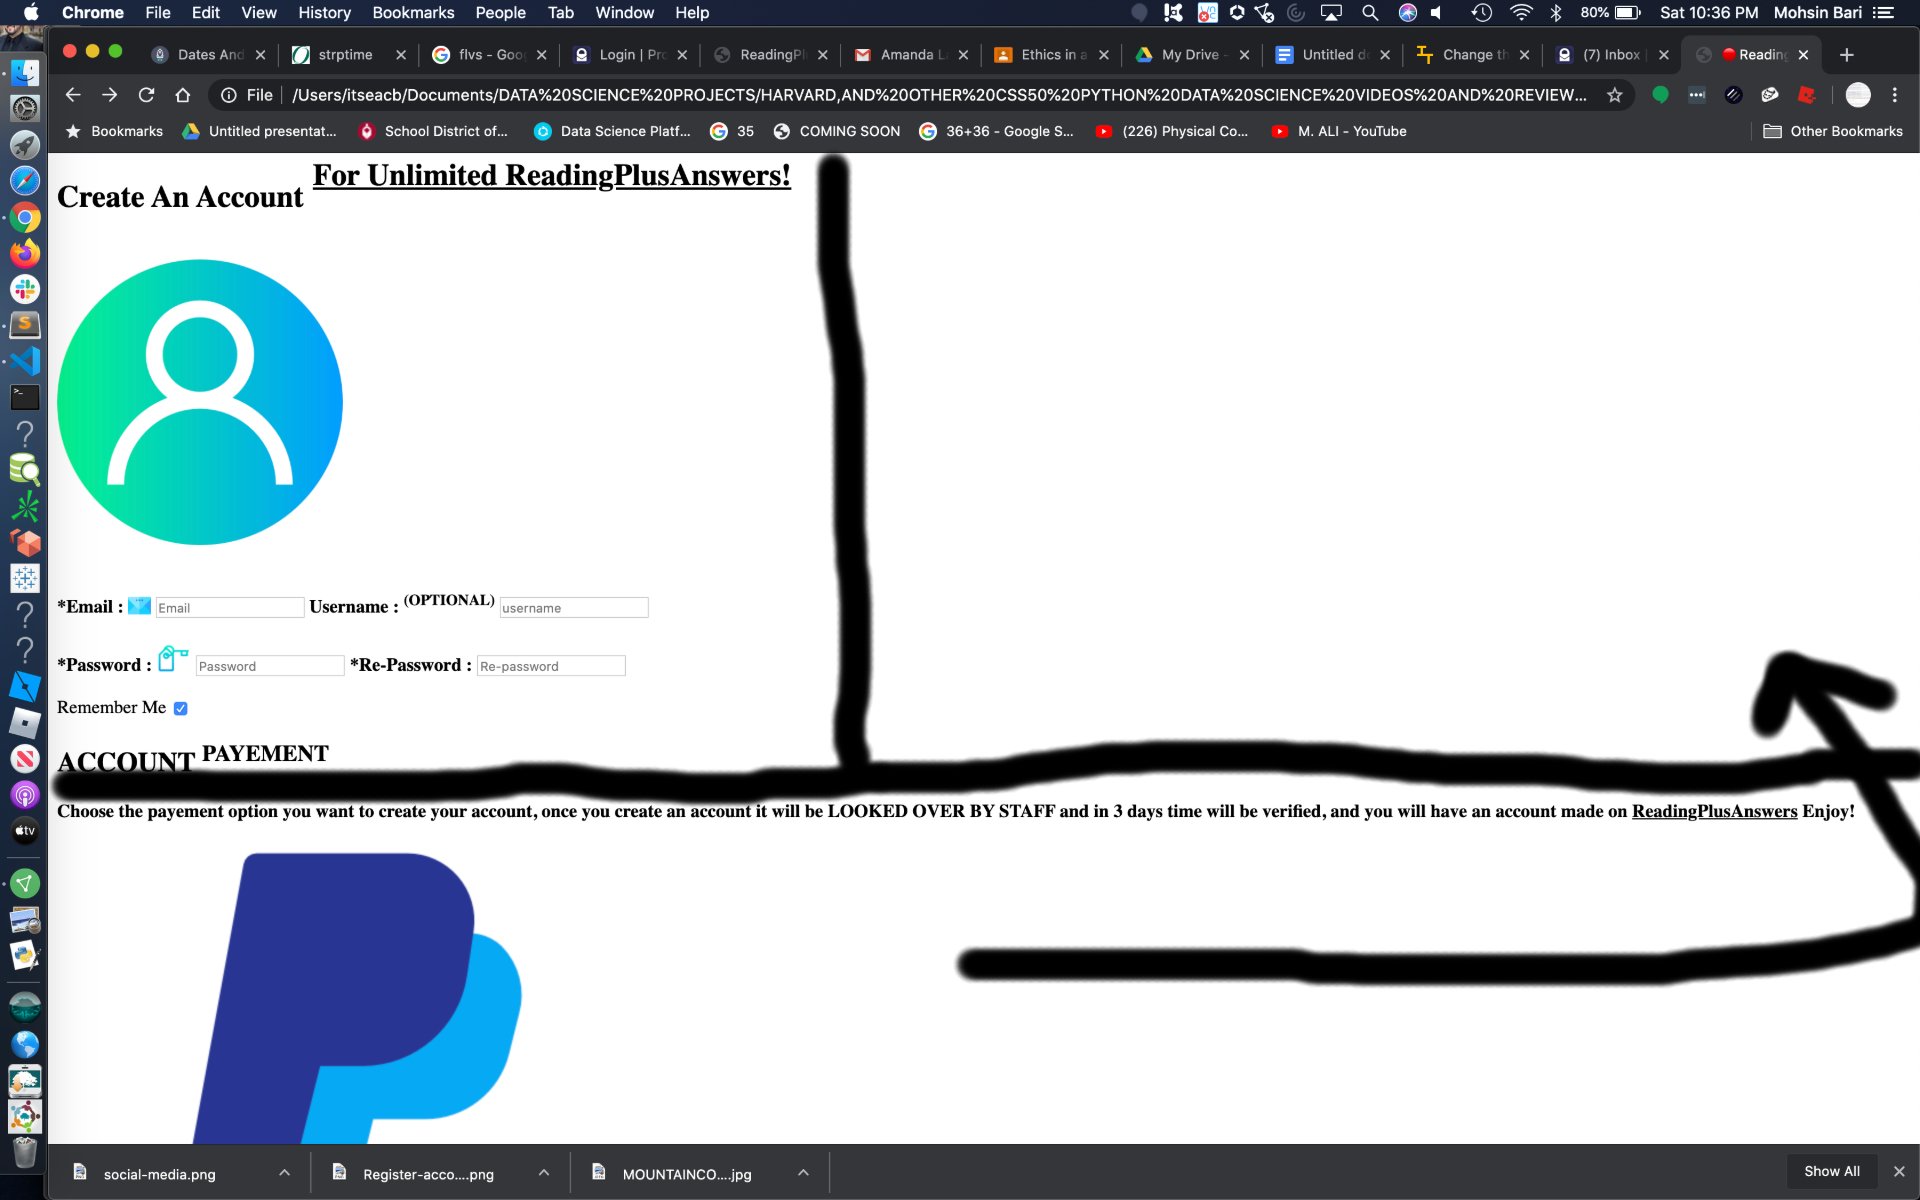 Chrome File Edit View History Bookmarks People Tab Window Help 80% Sat 10:36 PM Mohsin Bari
Dates And strptime flvs - Goo Login | Pro ReadingPl Amanda L Ethics in a My Drive - Untitled d Change th (7) Inbox Reading
File /Users/itseacb/Documents/DATA%20SCIENCE%20PROJECTS/HARVARD,AND%20OTHER%20CSS50%20PYTHON%20DATA%20SCIENCE%20VIDEOS%20AND%20REVIEW...
Bookmarks Untitled presentat... School District of... Data Science Platf... 35 COMING SOON 36+36 - Google S... (226) Physical Co... M. ALI - YouTube Other Bookmarks
Create An Account For Unlimited ReadingPlusAnswers!
*Email : Email Username : (OPTIONAL) username
*Password : Password *Re-Password : Re-password
Remember Me
ACCOUNT PAYEMENT
Choose the payement option you want to create your account, once you create an account it will be LOOKED OVER BY STAFF and in 3 days time will be verified, and you will have an account made on ReadingPlusAnswers Enjoy!
social-media.png Register-acco....png MOUNTAINCO....jpg Show All